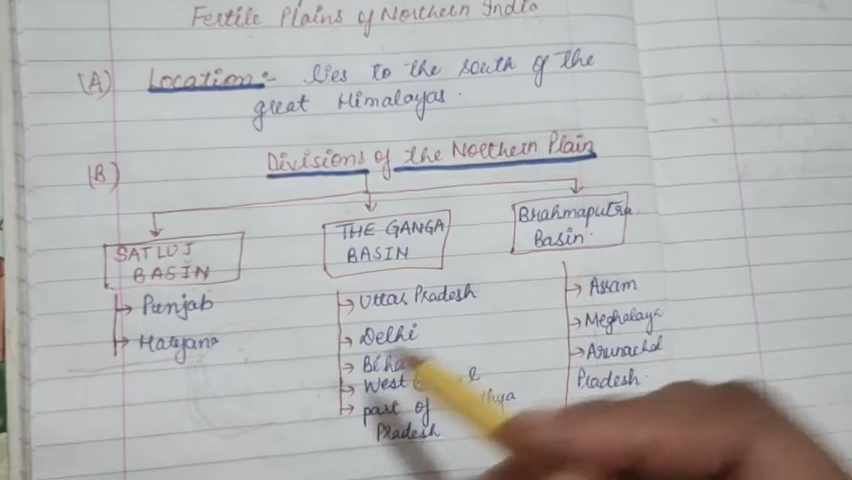 Fertile Plains of Northern India
(A) Location:- lies to the south of the
great Himalayas.
(B) Divisions of the Northern Plain
SATLUJ
BASIN
THE GANGA
BASIN
Brahmaputra
Basin.
Punjab
Haryana
Uttar Pradesh
Delhi
West
part of
Pradesh
Assam
Meghalaya
Arunachal
Pradesh.